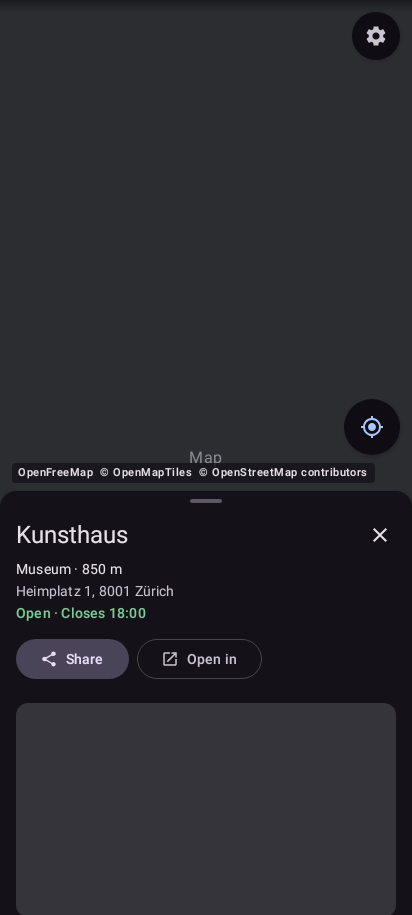 Map
OpenFreeMap © OpenMapTiles © OpenStreetMap contributors
Kunsthaus
Museum · 850 m
Heimplatz 1, 8001 Zürich
Open · Closes 18:00
Share
Open in